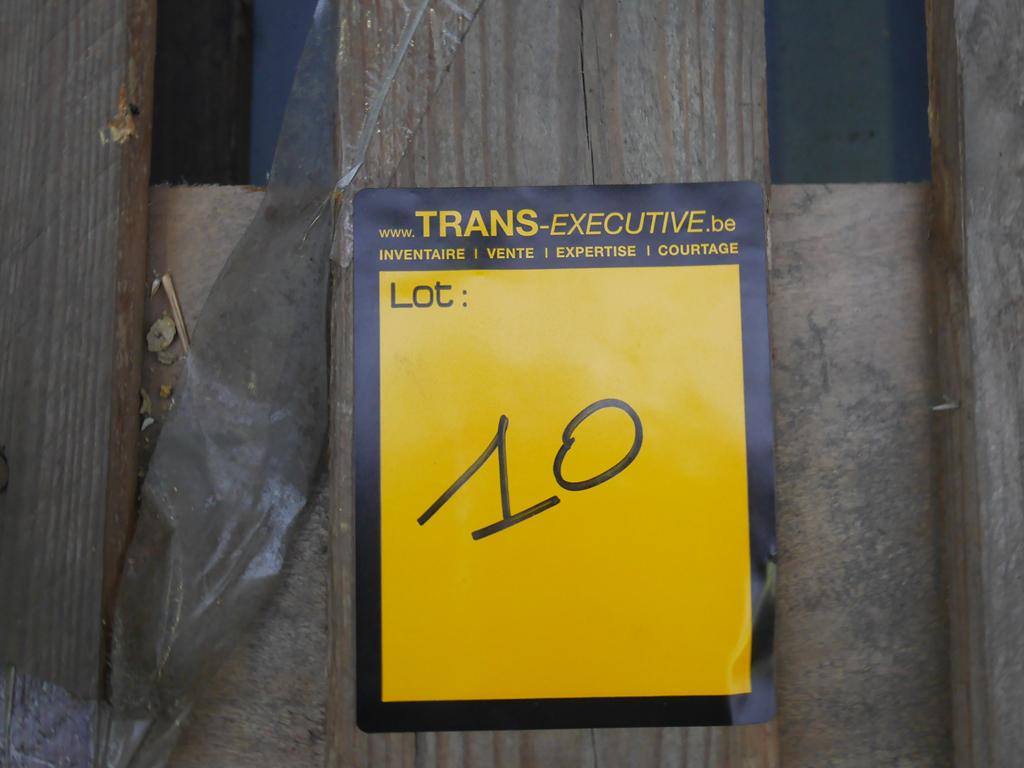 www.TRANS-EXECUTIVE.be
INVENTAIRE | VENTE | EXPERTISE | COURTAGE
Lot:
10